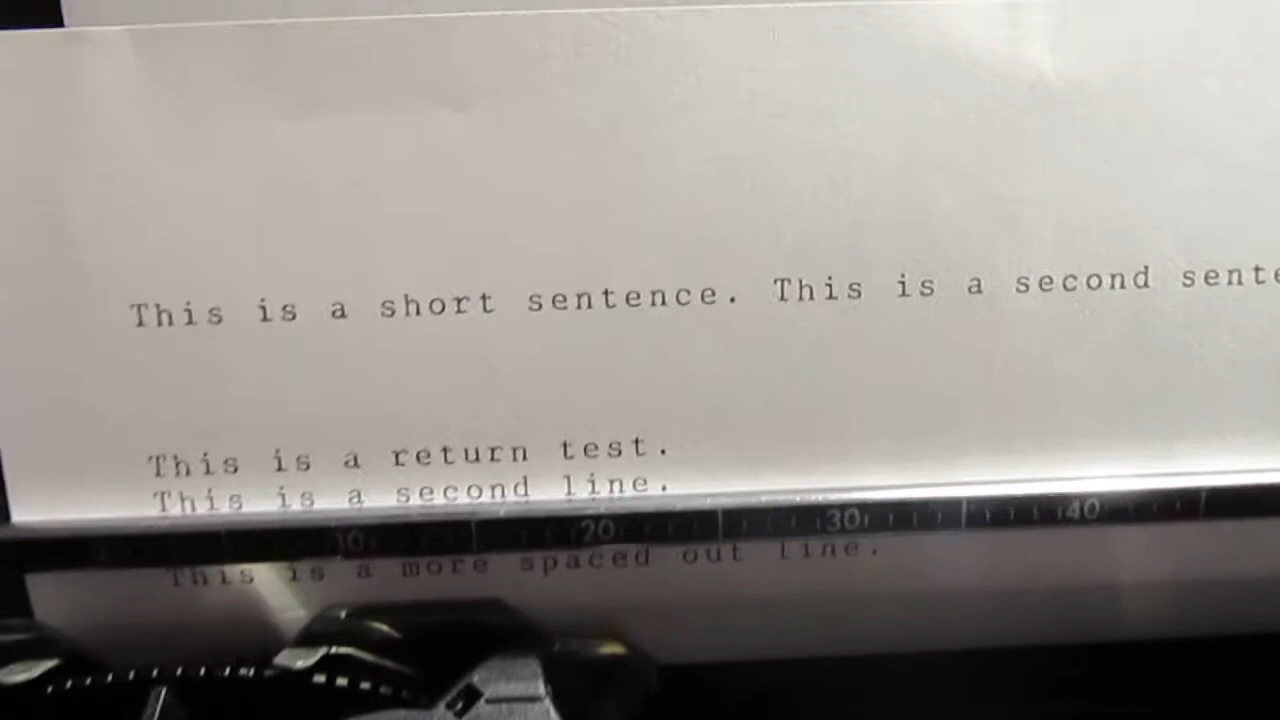 This is a short sentence. This is a second sente
This is a return test.
This is a second line.
10 20 30 40
This is a more spaced out line.